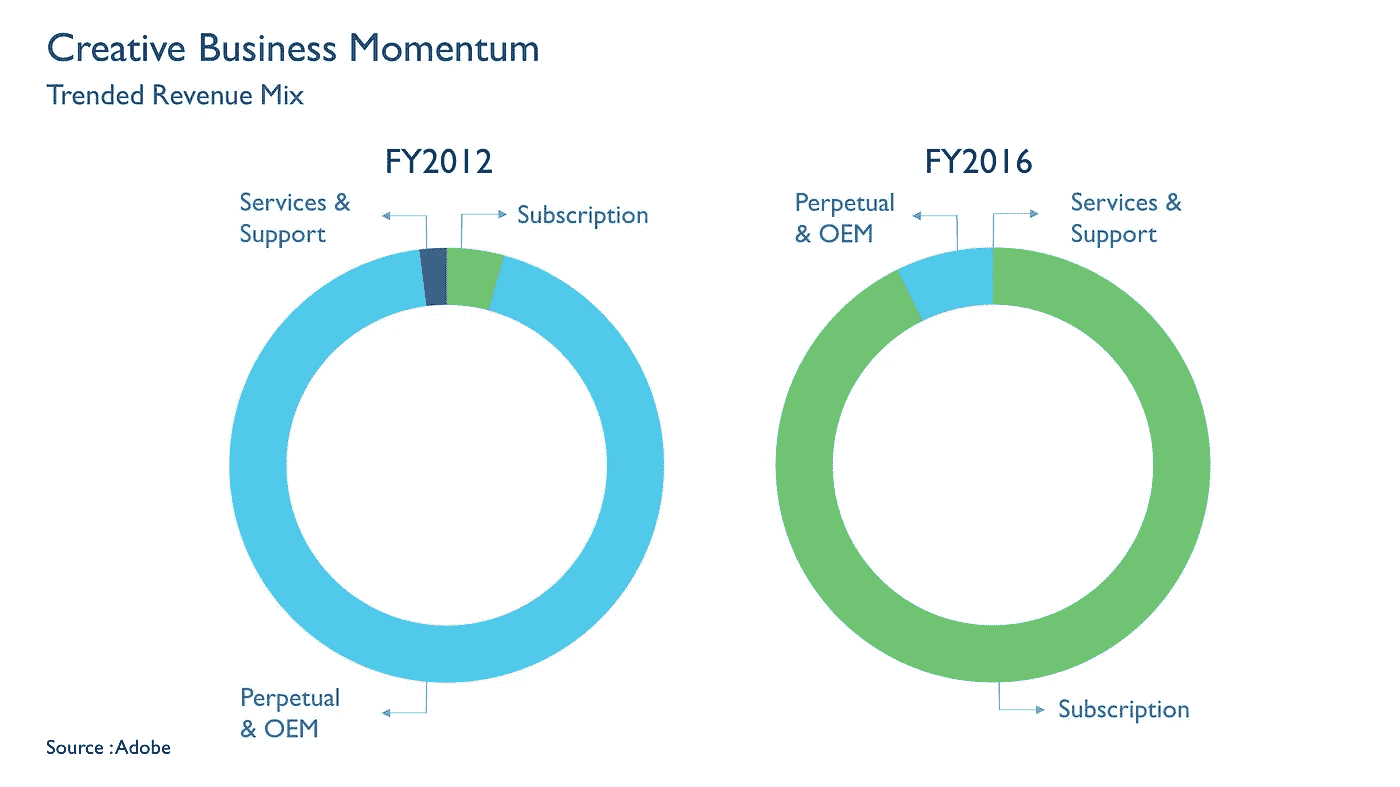 Creative Business Momentum
Trended Revenue Mix
FY2012
Services &
Support
Subscription
Perpetual
& OEM
FY2016
Perpetual
& OEM
Services &
Support
Subscription
Source :Adobe